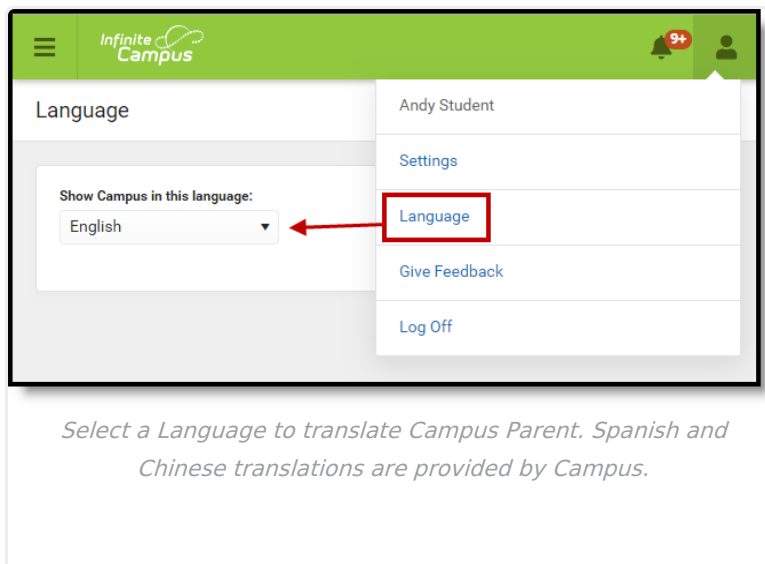 Infinite
Campus
9+
Language
Andy Student
Settings
Language
Give Feedback
Log Off
Show Campus in this language:
English
Select a Language to translate Campus Parent. Spanish and
Chinese translations are provided by Campus.